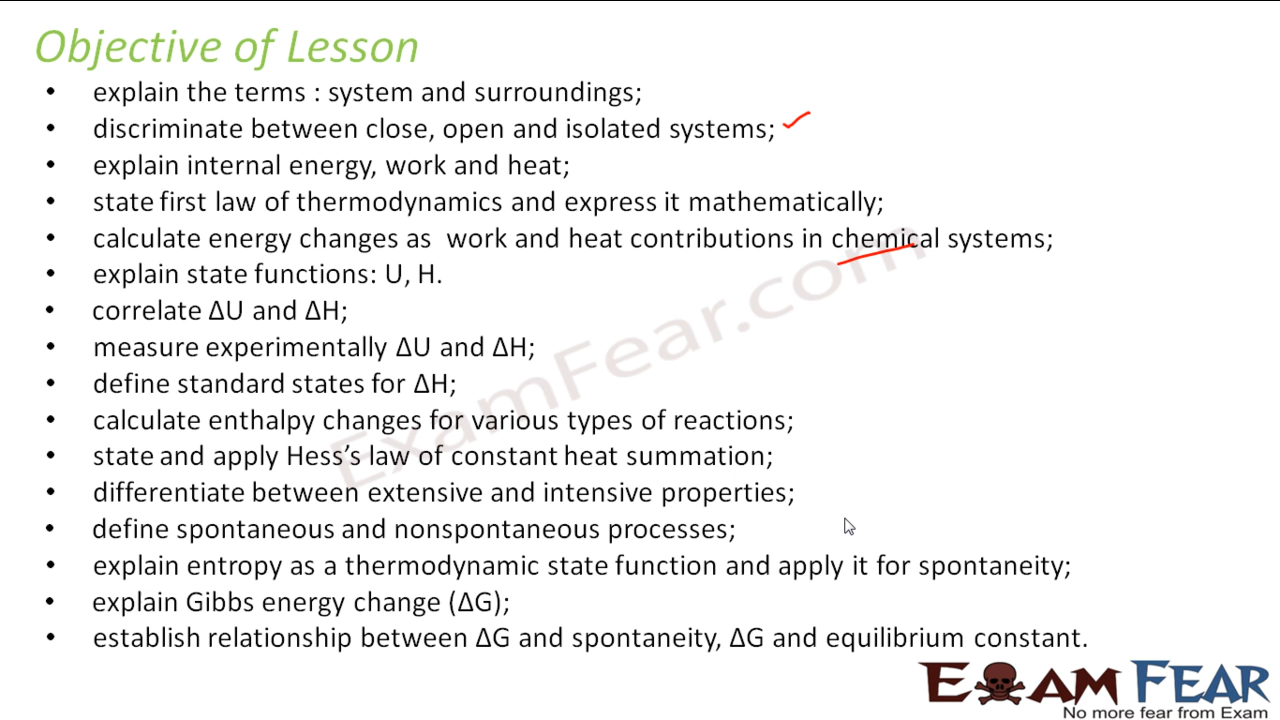 Objective of Lesson
• explain the terms : system and surroundings;
• discriminate between close, open and isolated systems;
• explain internal energy, work and heat;
• state first law of thermodynamics and express it mathematically;
• calculate energy changes as work and heat contributions in chemical systems;
• explain state functions: U, H.
• correlate ΔU and ΔH;
• measure experimentally ΔU and ΔH;
• define standard states for ΔH;
• calculate enthalpy changes for various types of reactions;
• state and apply Hess’s law of constant heat summation;
• differentiate between extensive and intensive properties;
• define spontaneous and nonspontaneous processes;
• explain entropy as a thermodynamic state function and apply it for spontaneity;
• explain Gibbs energy change (ΔG);
• establish relationship between ΔG and spontaneity, ΔG and equilibrium constant.
ExamFear.com
EXAM FEAR
No more fear from Exam